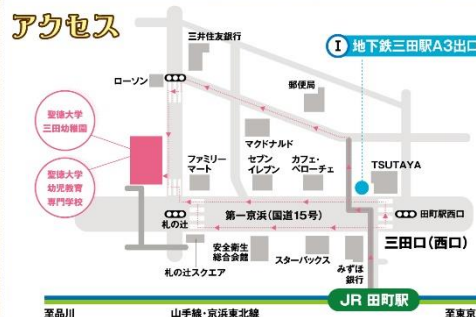 アクセス
三井住友銀行
I 地下鉄三田駅A3出口
ローソン
郵便局
聖徳大学
三田幼稚園
マクドナルド
聖徳大学
幼児教育
専門学校
ファミリー
マート
セブン
イレブン
カフェ・
ベローチェ
TSUTAYA
札の辻
第一京浜(国道15号)
田町駅西口
三田口(西口)
札の辻スクエア
安全衛生
総合会館
スターバックス
みずほ
銀行
JR 田町駅
至品川
山手線・京浜東北線